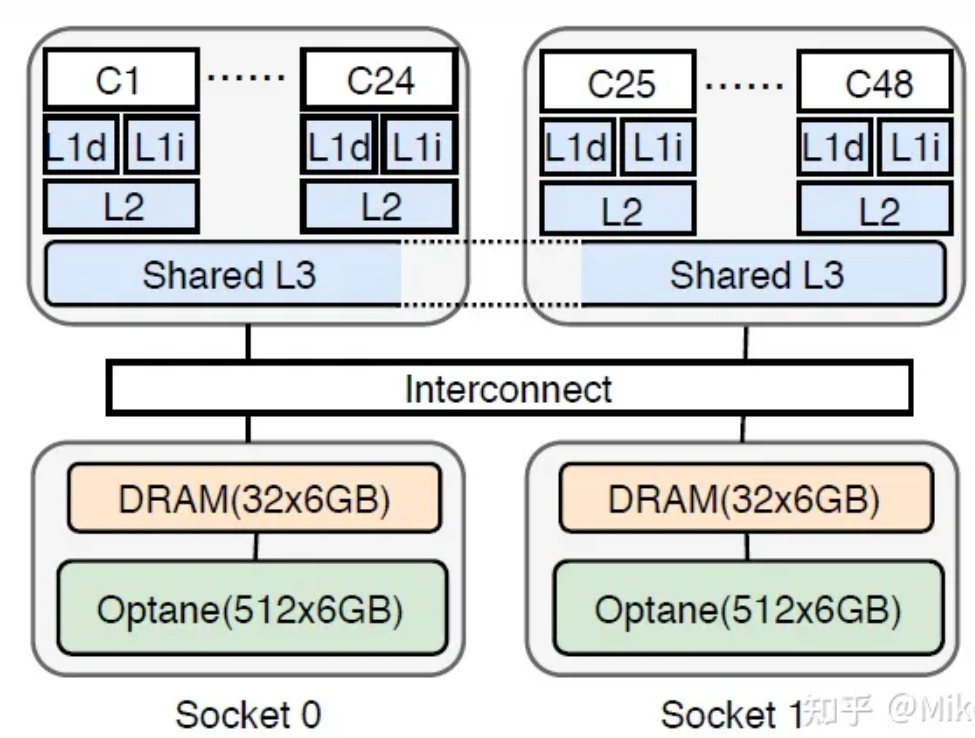 C1 ...... C24 C25 ...... C48
L1d L1i L1d L1i L1d L1i L1d L1i
L2 L2 L2 L2
Shared L3 Shared L3
Interconnect
DRAM(32x6GB) DRAM(32x6GB)
Optane(512x6GB) Optane(512x6GB)
Socket 0 Socket 1
知乎 @Mik